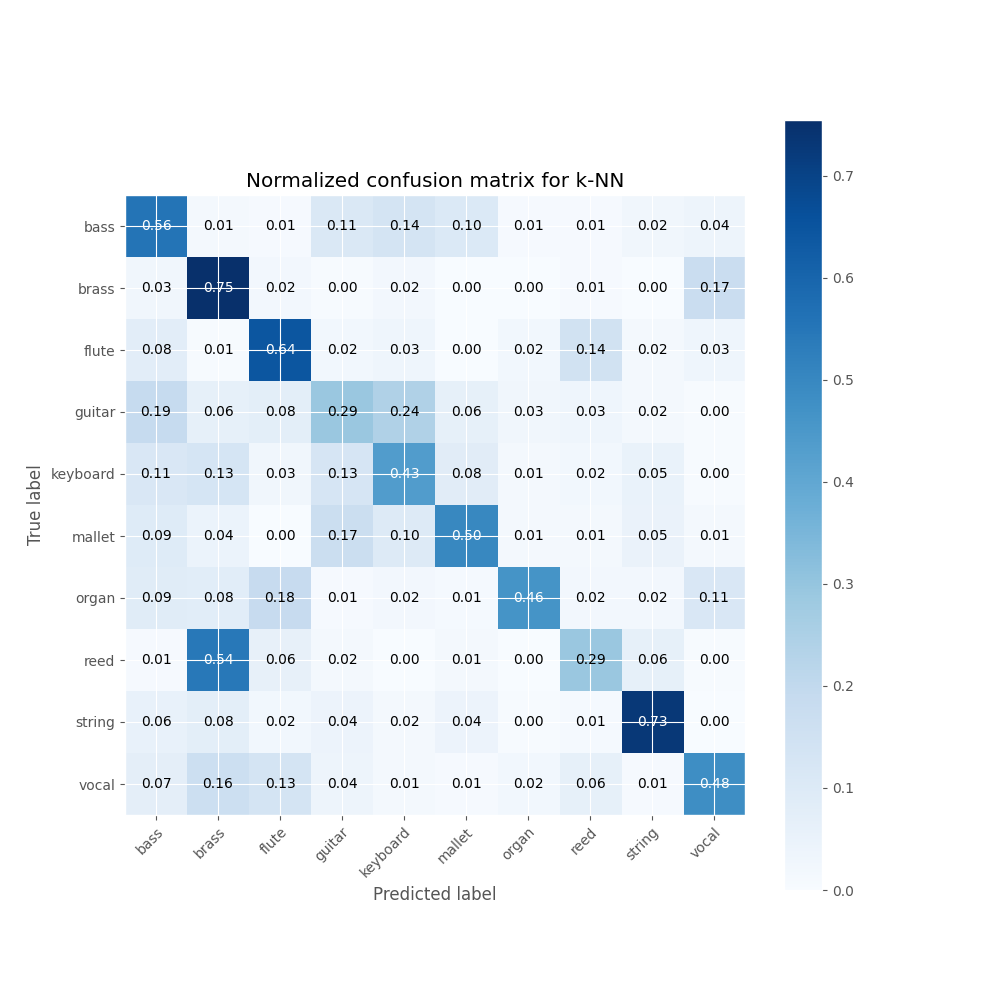 Normalized confusion matrix for k-NN
bass 0.56 0.01 0.01 0.11 0.14 0.10 0.01 0.01 0.02 0.04
brass 0.03 0.75 0.02 0.00 0.02 0.00 0.00 0.01 0.00 0.17
flute 0.08 0.01 0.64 0.02 0.03 0.00 0.02 0.14 0.02 0.03
guitar 0.19 0.06 0.08 0.29 0.24 0.06 0.03 0.03 0.02 0.00
keyboard 0.11 0.13 0.03 0.13 0.43 0.08 0.01 0.02 0.05 0.00
mallet 0.09 0.04 0.00 0.17 0.10 0.50 0.01 0.01 0.05 0.01
organ 0.09 0.08 0.18 0.01 0.02 0.01 0.46 0.02 0.02 0.11
reed 0.01 0.54 0.06 0.02 0.00 0.01 0.00 0.29 0.06 0.00
string 0.06 0.08 0.02 0.04 0.02 0.04 0.00 0.01 0.73 0.00
vocal 0.07 0.16 0.13 0.04 0.01 0.01 0.02 0.06 0.01 0.48
bass brass flute guitar keyboard mallet organ reed string vocal
Predicted label
True label
0.7
0.6
0.5
0.4
0.3
0.2
0.1
0.0